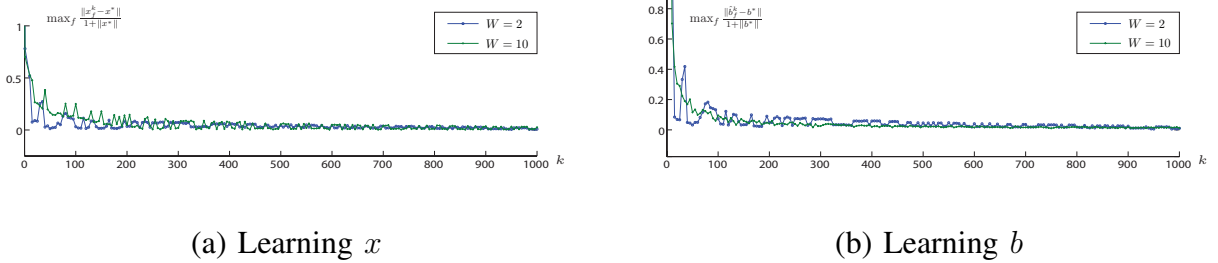 max_f ‖x_f^k − x*‖ / 1+‖x*‖
W = 2
W = 10
1
0.5
0
0 100 200 300 400 500 600 700 800 900 1000 k
(a) Learning x
max_f ‖b̂_f^k − b*‖ / 1+‖b*‖
W = 2
W = 10
0.8
0.6
0.4
0.2
0
0 100 200 300 400 500 600 700 800 900 1000 k
(b) Learning b